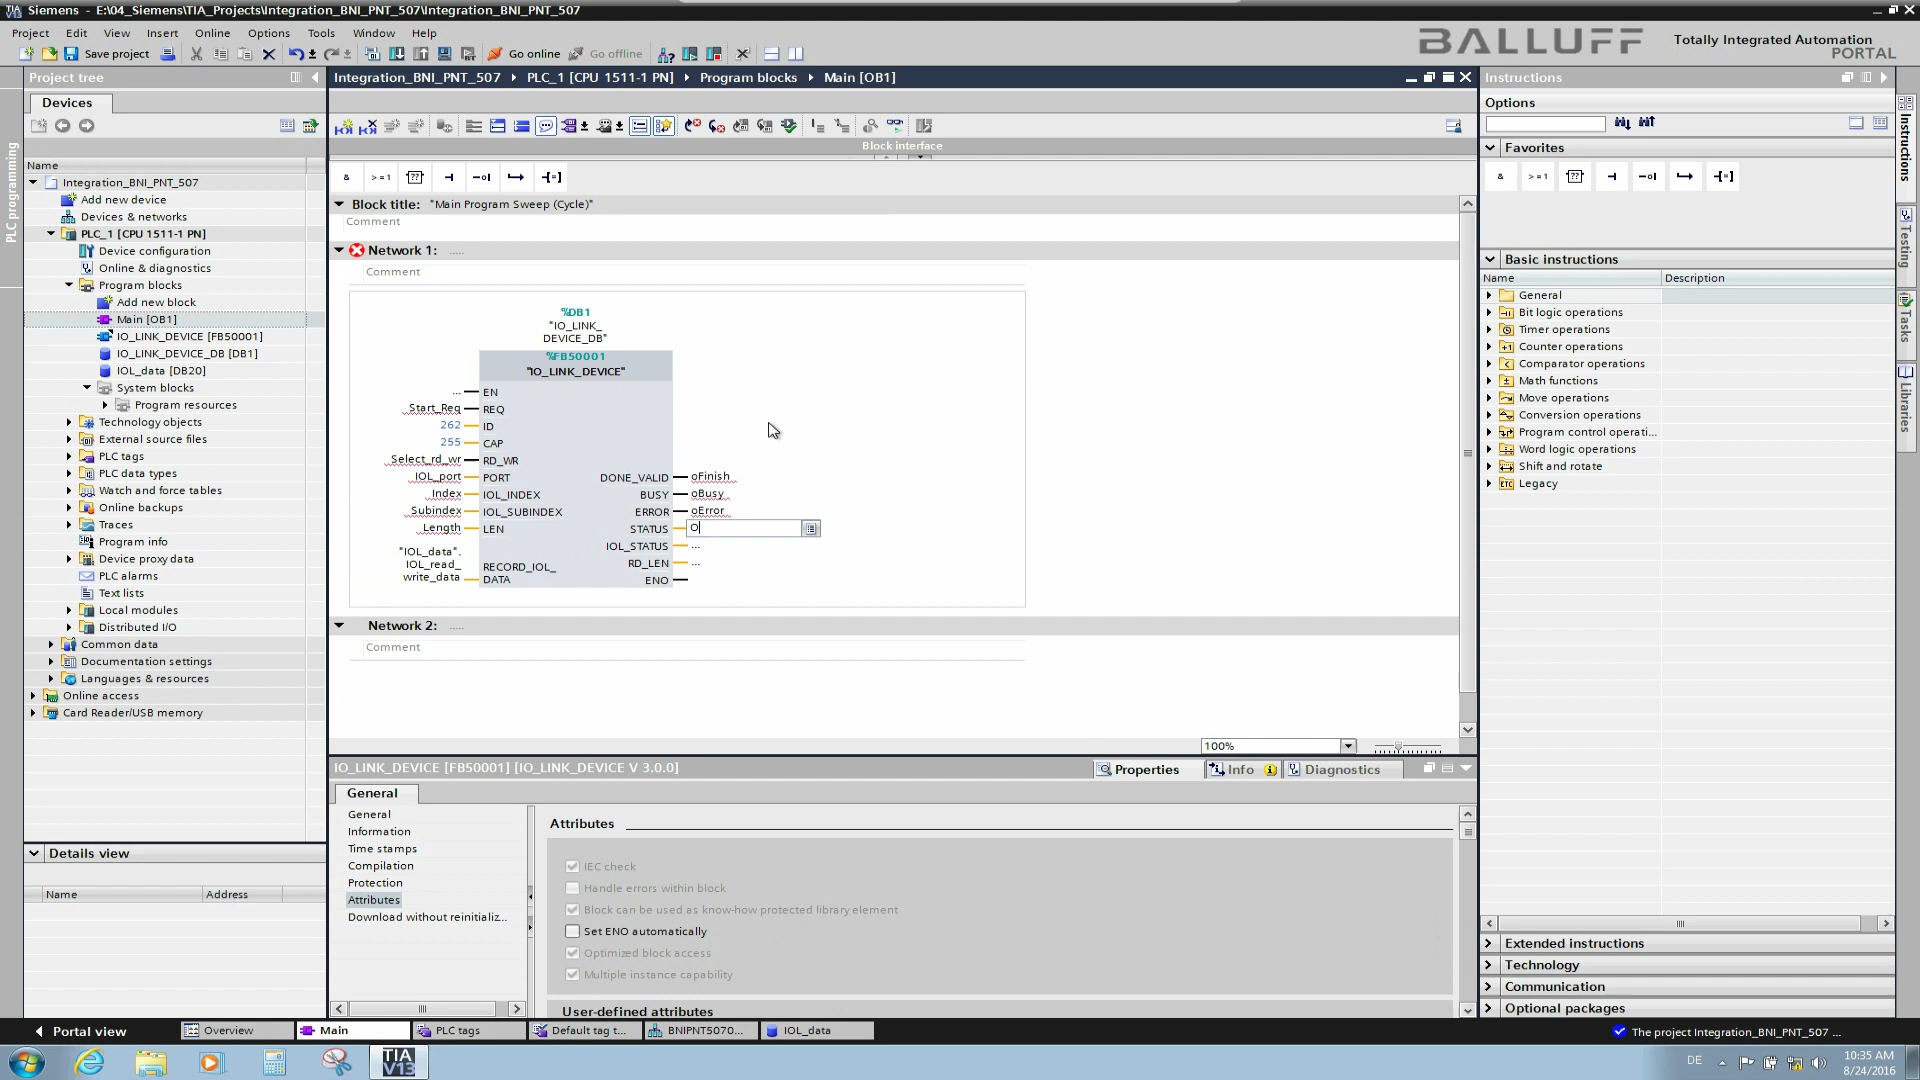 Siemens - E:\04_Siemens\TIA_Projects\Integration_BNI_PNT_507\Integration_BNI_PNT_507
Project Edit View Insert Online Options Tools Window Help
Save project Go online Go offline
BALLUFF
Totally Integrated Automation
PORTAL
Project tree
Devices
PLC programming
Name
Integration_BNI_PNT_507
Add new device
Devices & networks
PLC_1 [CPU 1511-1 PN]
Device configuration
Online & diagnostics
Program blocks
Add new block
Main [OB1]
IO_LINK_DEVICE [FB50001]
IO_LINK_DEVICE_DB [DB1]
IOL_data [DB20]
System blocks
Program resources
Technology objects
External source files
PLC tags
PLC data types
Watch and force tables
Online backups
Traces
Program info
Device proxy data
PLC alarms
Text lists
Local modules
Distributed I/O
Common data
Documentation settings
Languages & resources
Online access
Card Reader/USB memory
Details view
Name Address
Integration_BNI_PNT_507 PLC_1 [CPU 1511-1 PN] Program blocks Main [OB1]
Block interface
& >=1 ??
Block title: "Main Program Sweep (Cycle)"
Comment
Network 1: .....
Comment
%DB1
"IO_LINK_
DEVICE_DB"
%FB50001
"IO_LINK_DEVICE"
... EN
Start_Req REQ
262 ID
255 CAP
Select_rd_wr RD_WR
IOL_port PORT DONE_VALID oFinish
Index IOL_INDEX BUSY oBusy
Subindex IOL_SUBINDEX ERROR oError
Length LEN STATUS O
"IOL_data".
IOL_read_
write_data
RECORD_IOL_
DATA
IOL_STATUS ...
RD_LEN ...
ENO
Network 2: .....
Comment
100%
IO_LINK_DEVICE [FB50001] [IO_LINK_DEVICE V 3.0.0]
Properties Info Diagnostics
General
General
Information
Time stamps
Compilation
Protection
Attributes
Download without reinitializ...
Attributes
IEC check
Handle errors within block
Block can be used as know-how protected library element
Set ENO automatically
Optimized block access
Multiple instance capability
User-defined attributes
Instructions
Options
Favorites
& >=1 ??
Basic instructions
Name Description
General
Bit logic operations
Timer operations
Counter operations
Comparator operations
Math functions
Move operations
Conversion operations
Program control operati...
Word logic operations
Shift and rotate
Legacy
Extended instructions
Technology
Communication
Optional packages
Instructions
Testing
Tasks
Libraries
Portal view Overview Main PLC tags Default tag t... BNIPNT5070... IOL_data
The project Integration_BNI_PNT_507 ...
TIA
V13
DE
10:35 AM
8/24/2016